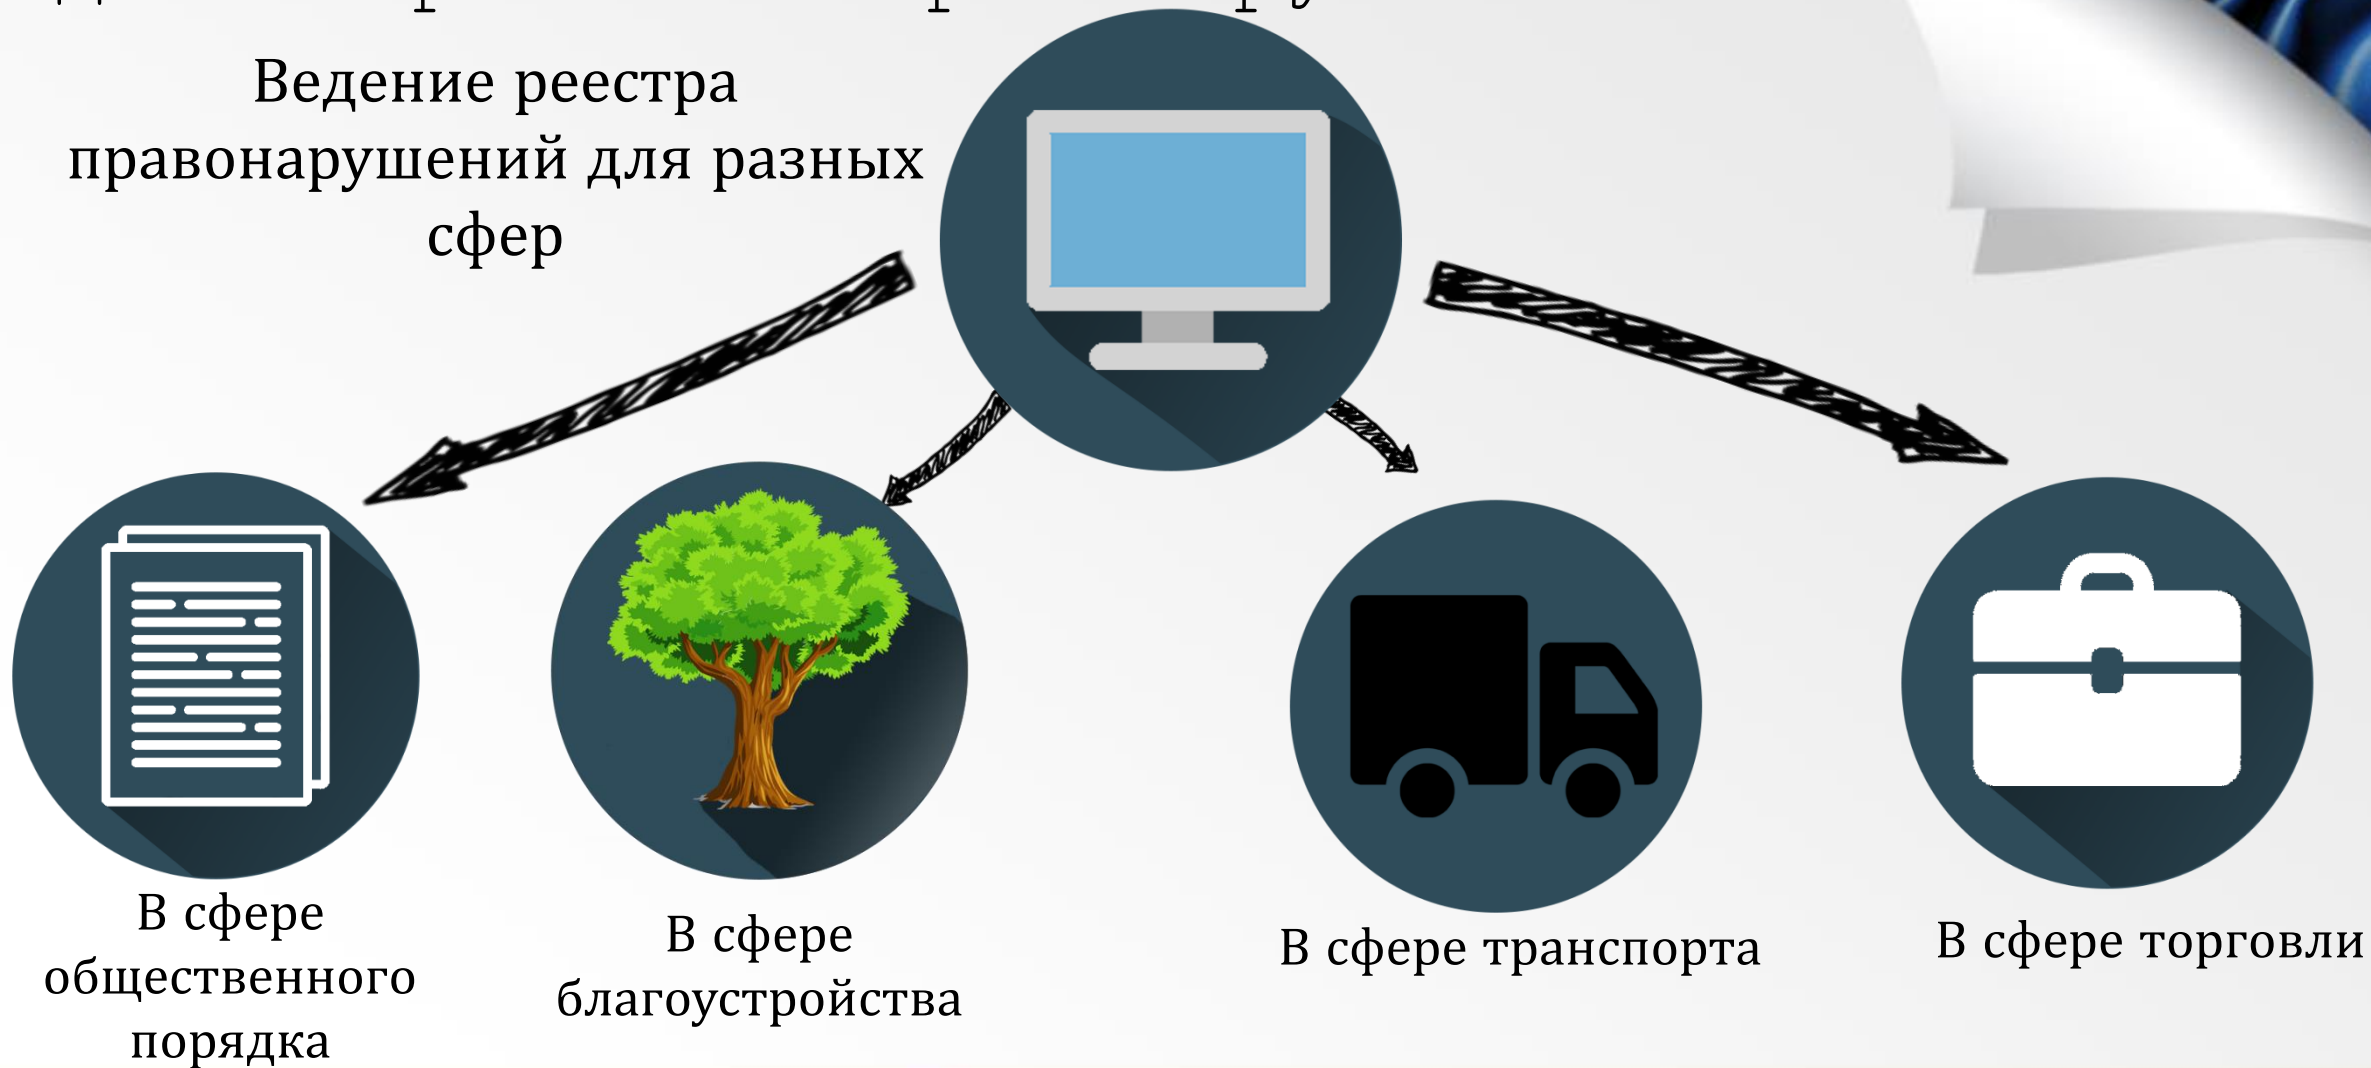 Ведение реестра
правонарушений для разных
сфер
В сфере
общественного
порядка
В сфере
благоустройства
В сфере транспорта
В сфере торговли